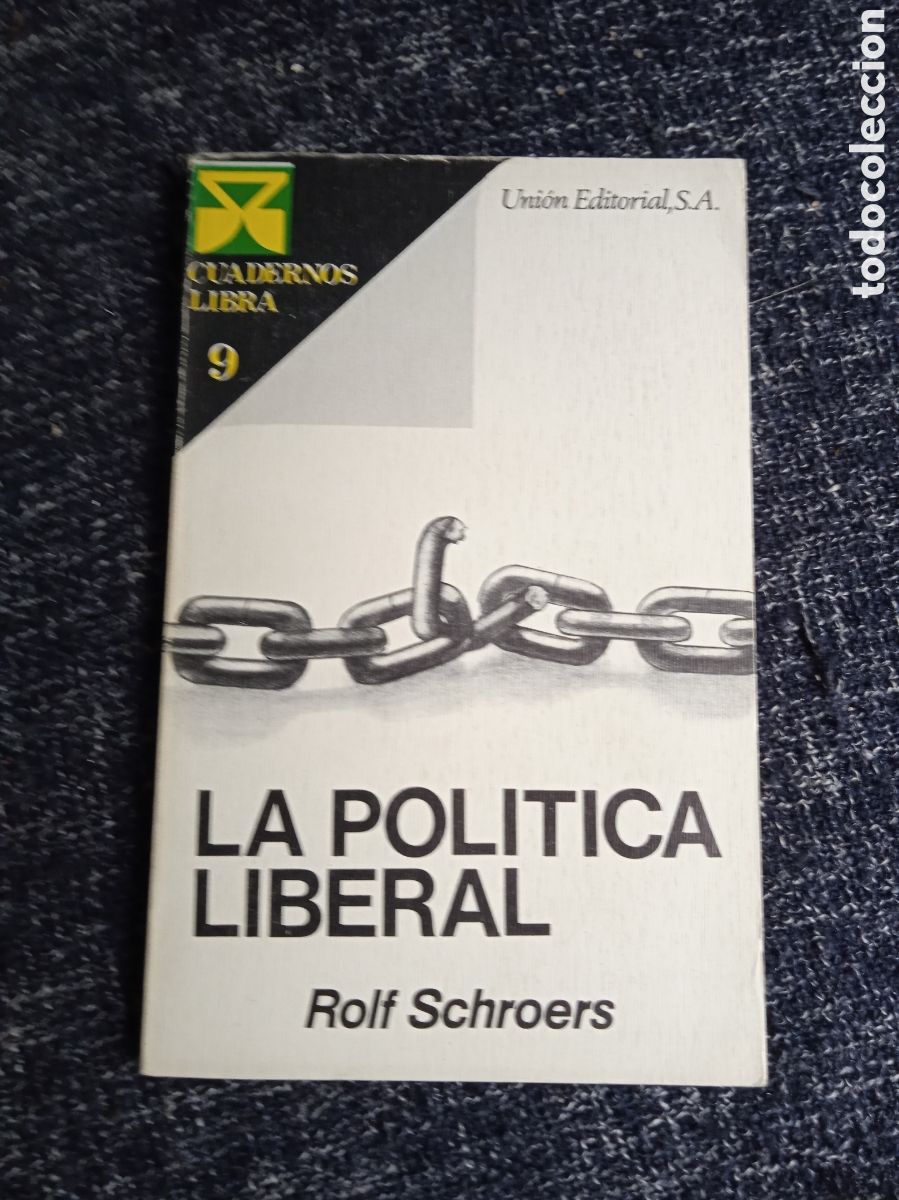 Unión Editorial, S.A.
CUADERNOS
LIBRA
9
LA POLITICA
LIBERAL
Rolf Schroers
todocoleccion